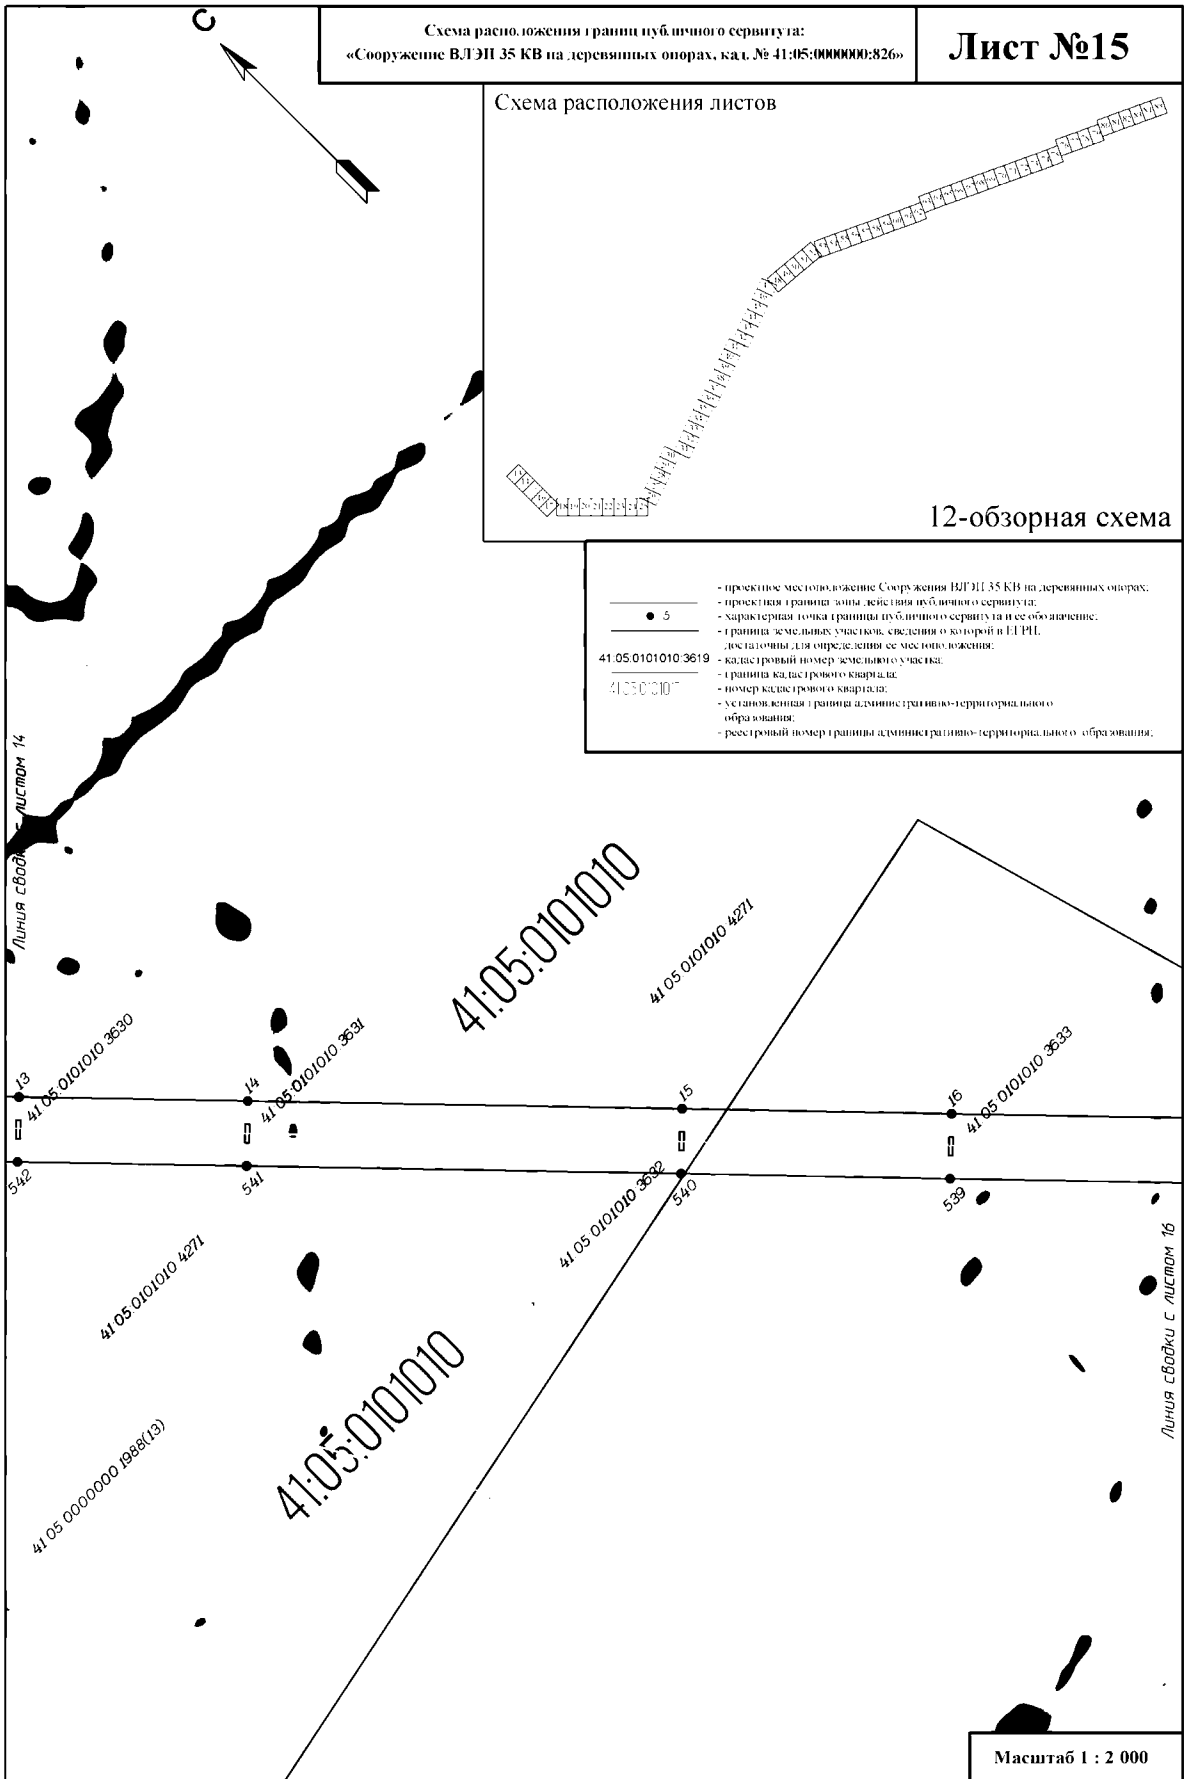 С
Схема расположения границ публичного сервитута:
«Сооружение ВЛЭП 35 КВ на деревянных опорах, кад. № 41:05:0000000:826»
Лист №15
Схема расположения листов
12-обзорная схема
- проектное местоположение Сооружения ВЛЭП 35 КВ на деревянных опорах;
- проектная граница зоны действия публичного сервитута;
5 - характерная точка границы публичного сервитута и ее обозначение;
- граница земельных участков, сведения о которой в ЕГРН,
достаточны для определения ее местоположения;
41:05:0101010:3619 - кадастровый номер земельного участка;
- граница кадастрового квартала;
- номер кадастрового квартала;
- установленная граница административно-территориального
образования;
- реестровый номер границы административно-территориального образования;
Линия сводки с листом 14
41:05:0101010
41 05 0101010 4271
13
41 05:0101010 3630
14
41:05:0101010 3631
15
16
41 05 0101010 3633
542
541
41 05 0101010 3632
540
539
41:05:0101010 4271
Линия сводки с листом 16
41:05:0101010
41 05 0000000 1988(13)
Масштаб 1 : 2 000